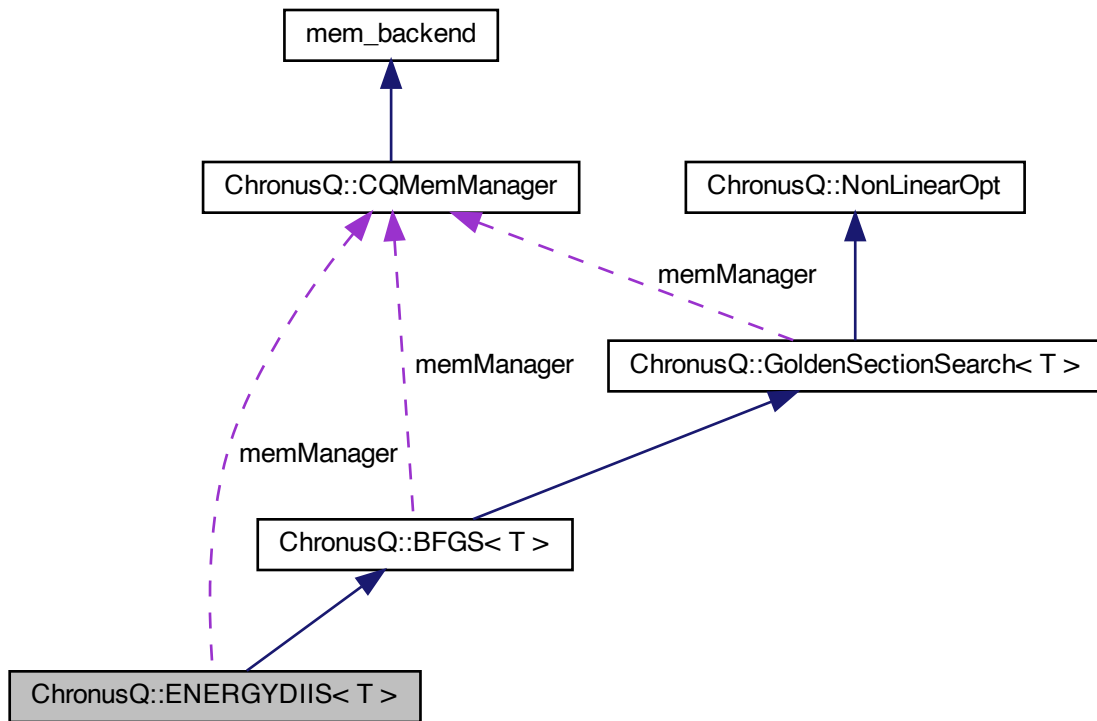 mem_backend
ChronusQ::CQMemManager
ChronusQ::NonLinearOpt
memManager
ChronusQ::GoldenSectionSearch< T >
memManager
memManager
ChronusQ::BFGS< T >
ChronusQ::ENERGYDIIS< T >